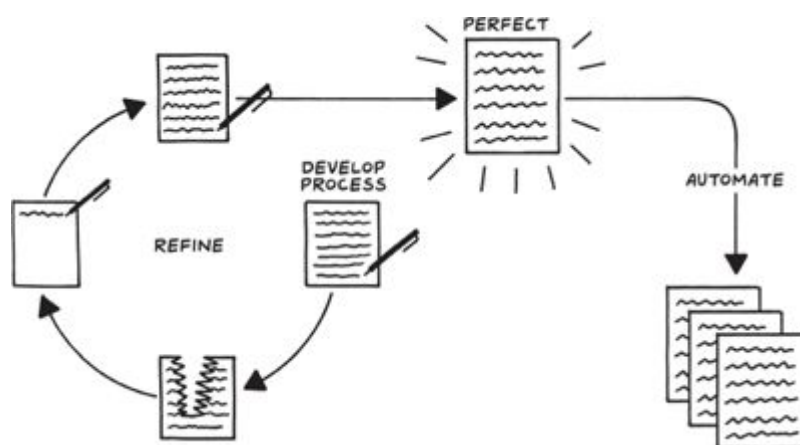 PERFECT
DEVELOP
PROCESS
AUTOMATE
REFINE